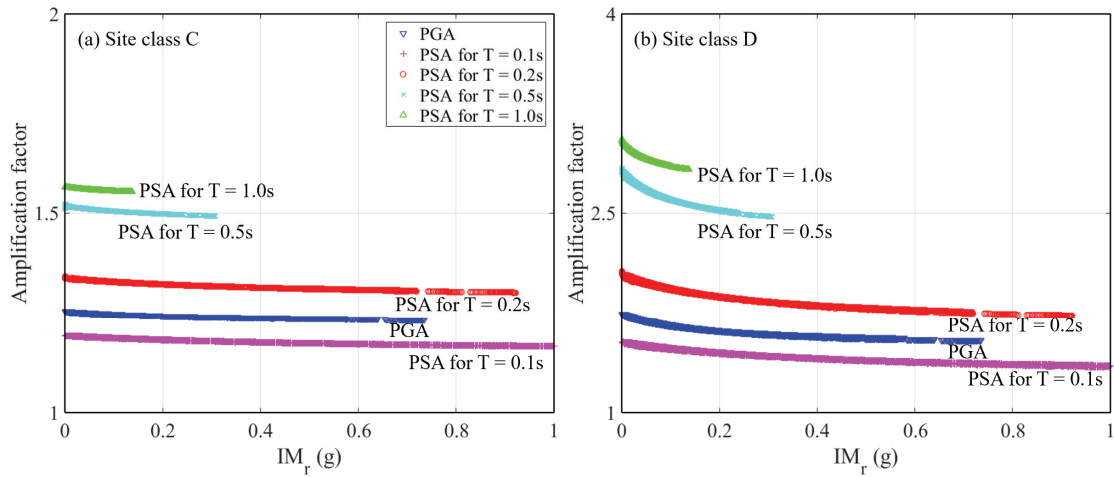 2
(a) Site class C
PGA
PSA for T = 0.1s
PSA for T = 0.2s
PSA for T = 0.5s
PSA for T = 1.0s
Amplification factor
PSA for T = 1.0s
1.5
PSA for T = 0.5s
PSA for T = 0.2s
PGA
PSA for T = 0.1s
1
0 0.2 0.4 0.6 0.8 1
IM_r (g)
4
(b) Site class D
Amplification factor
PSA for T = 1.0s
2.5
PSA for T = 0.5s
PSA for T = 0.2s
PGA
PSA for T = 0.1s
1
0 0.2 0.4 0.6 0.8 1
IM_r (g)